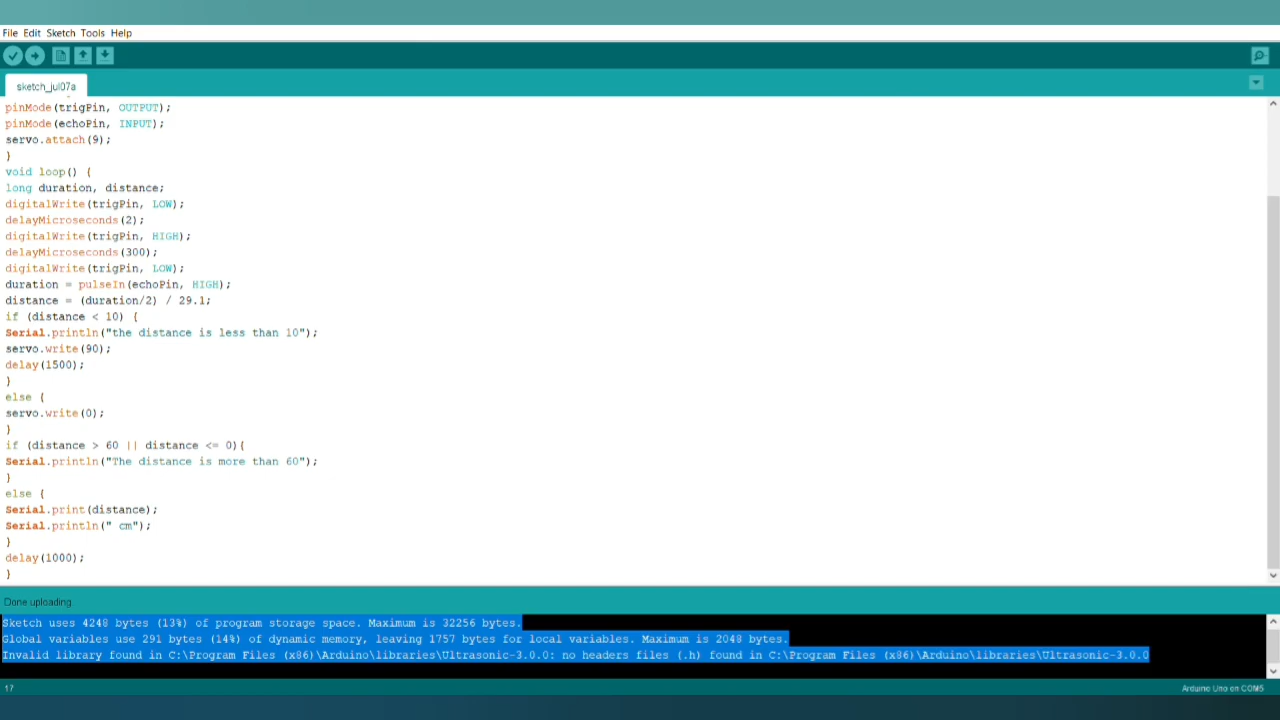 File Edit Sketch Tools Help
sketch_jul07a
pinMode(trigPin, OUTPUT);
pinMode(echoPin, INPUT);
servo.attach(9);
}
void loop() {
long duration, distance;
digitalWrite(trigPin, LOW);
delayMicroseconds(2);
digitalWrite(trigPin, HIGH);
delayMicroseconds(300);
digitalWrite(trigPin, LOW);
duration = pulseIn(echoPin, HIGH);
distance = (duration/2) / 29.1;
if (distance < 10) {
Serial.println("the distance is less than 10");
servo.write(90);
delay(1500);
}
else {
servo.write(0);
}
if (distance > 60 || distance <= 0){
Serial.println("The distance is more than 60");
}
else {
Serial.print(distance);
Serial.println(" cm");
}
delay(1000);
}
Done uploading
Sketch uses 4248 bytes (13%) of program storage space. Maximum is 32256 bytes.
Global variables use 291 bytes (14%) of dynamic memory, leaving 1757 bytes for local variables. Maximum is 2048 bytes.
Invalid library found in C:\Program Files (x86)\Arduino\libraries\Ultrasonic-3.0.0: no headers files (.h) found in C:\Program Files (x86)\Arduino\libraries\Ultrasonic-3.0.0
17
Arduino Uno on COM5